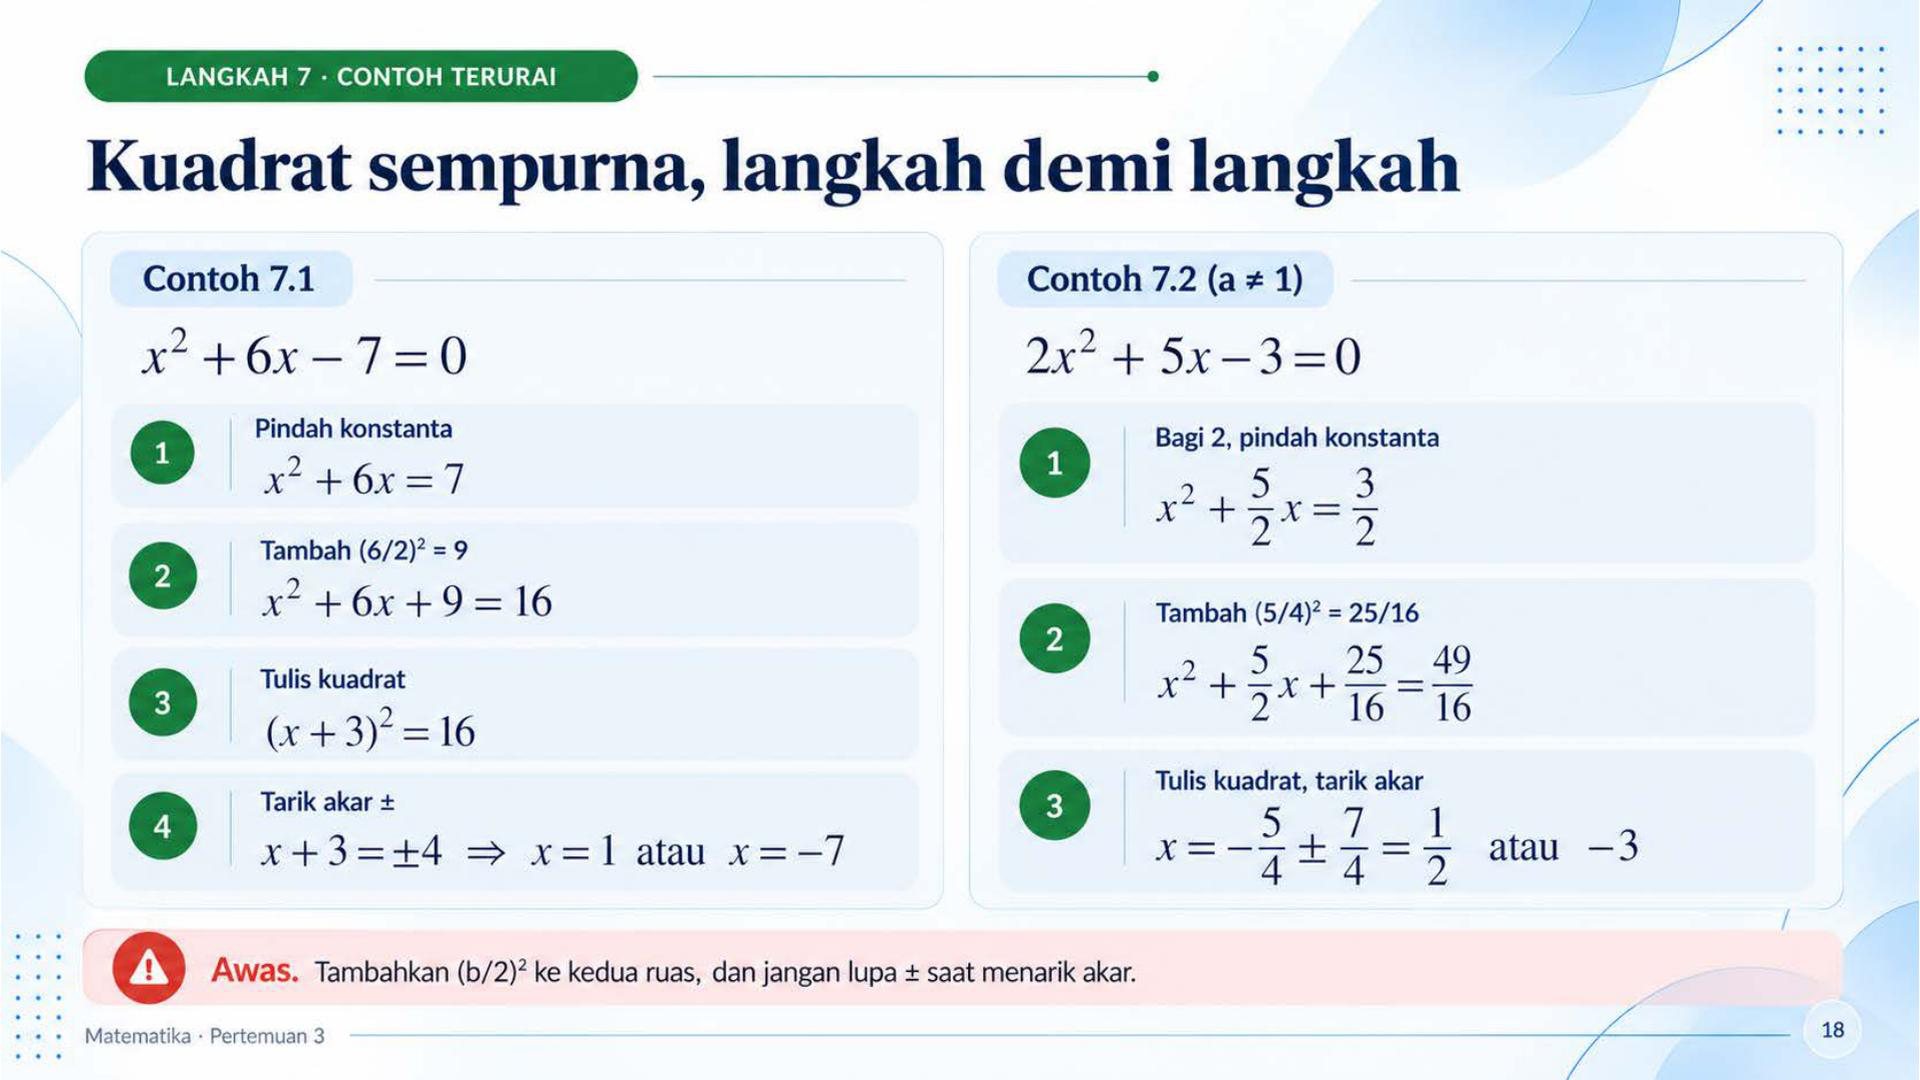 LANGKAH 7 · CONTOH TERURAI
Kuadrat sempurna, langkah demi langkah
Contoh 7.1
x² + 6x − 7 = 0
1
Pindah konstanta
x² + 6x = 7
2
Tambah (6/2)² = 9
x² + 6x + 9 = 16
3
Tulis kuadrat
(x + 3)² = 16
4
Tarik akar ±
x + 3 = ±4 ⇒ x = 1 atau x = −7
Contoh 7.2 (a ≠ 1)
2x² + 5x − 3 = 0
1
Bagi 2, pindah konstanta
x² + 5/2 x = 3/2
2
Tambah (5/4)² = 25/16
x² + 5/2 x + 25/16 = 49/16
3
Tulis kuadrat, tarik akar
x = −5/4 ± 7/4 = 1/2 atau −3
Awas. Tambahkan (b/2)² ke kedua ruas, dan jangan lupa ± saat menarik akar.
Matematika · Pertemuan 3
18